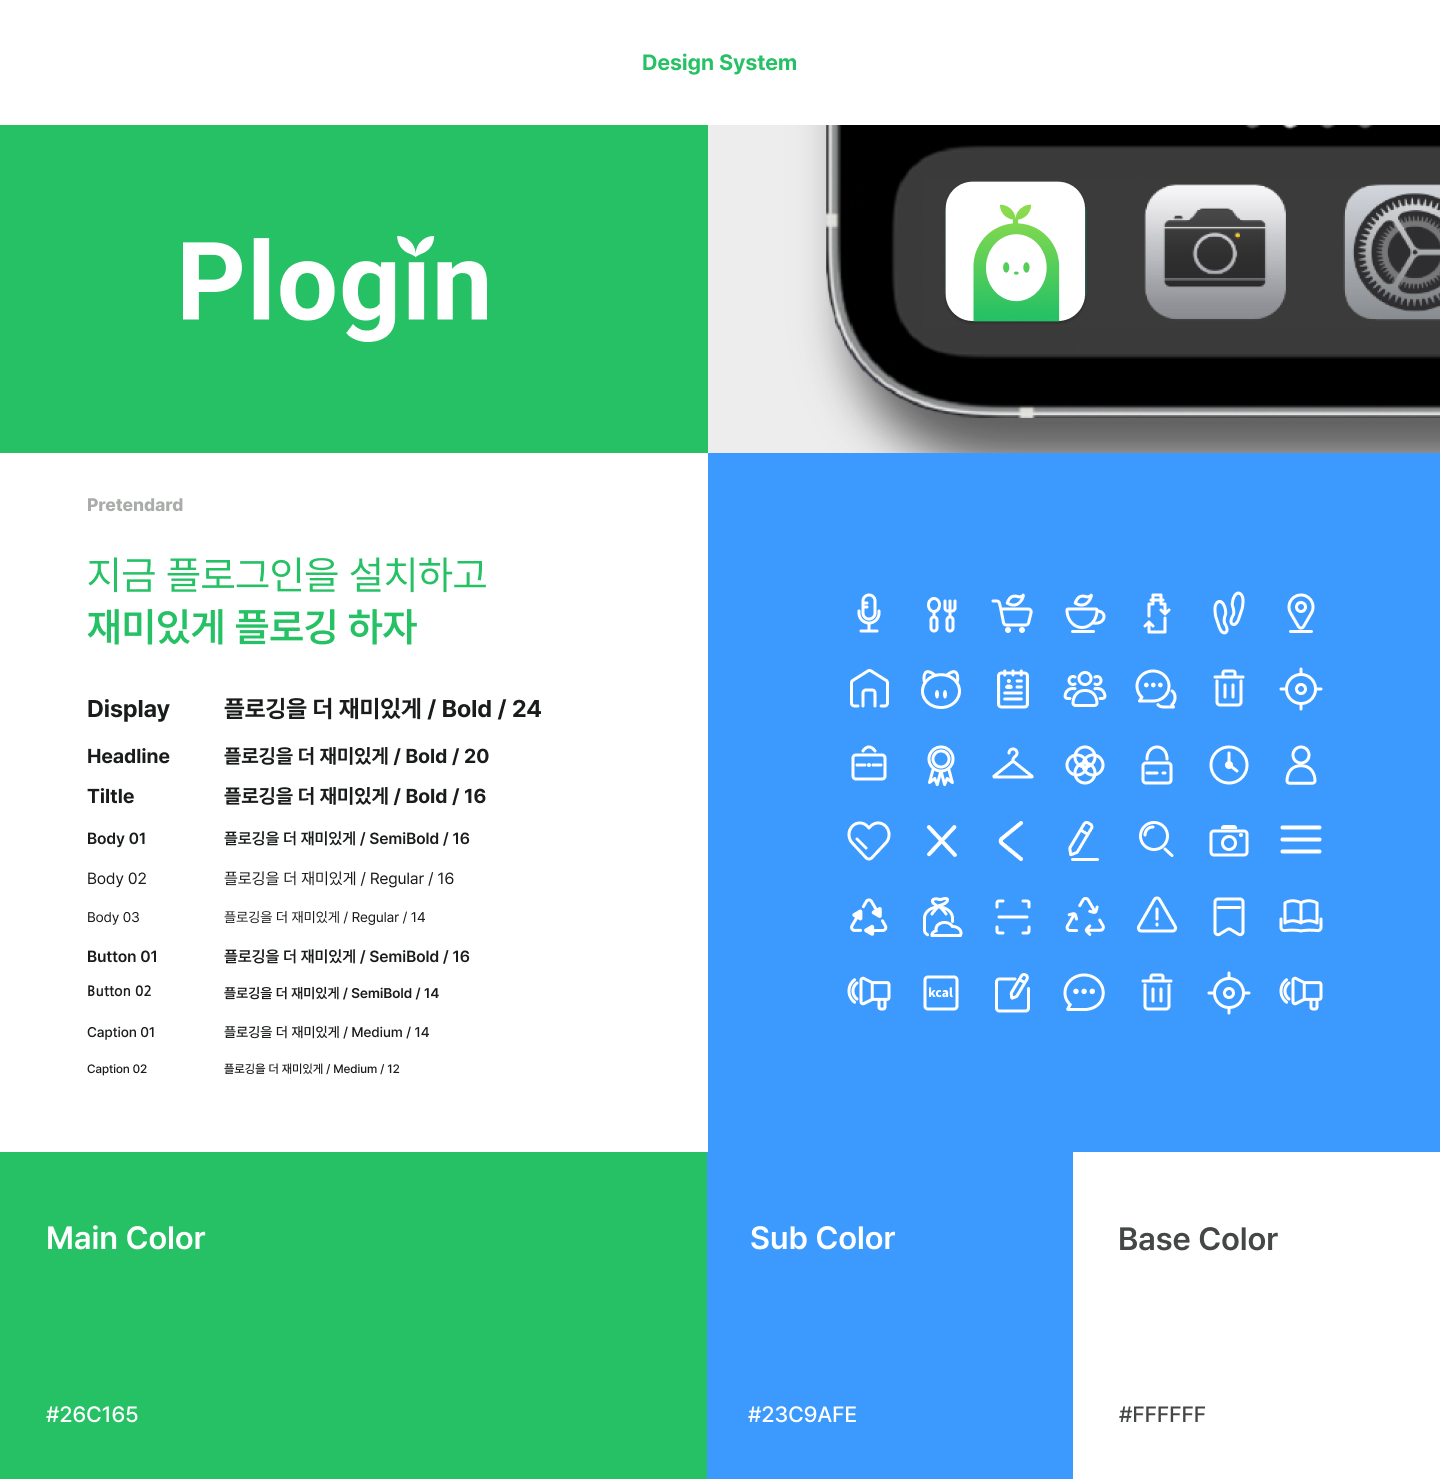 Design System
Plogin
Pretendard
지금 플로그인을 설치하고
재미있게 플로깅 하자
Display 플로깅을 더 재미있게 / Bold / 24
Headline 플로깅을 더 재미있게 / Bold / 20
Tiltle 플로깅을 더 재미있게 / Bold / 16
Body 01 플로깅을 더 재미있게 / SemiBold / 16
Body 02 플로깅을 더 재미있게 / Regular / 16
Body 03 플로깅을 더 재미있게 / Regular / 14
Button 01 플로깅을 더 재미있게 / SemiBold / 16
Button 02 플로깅을 더 재미있게 / SemiBold / 14
Caption 01 플로깅을 더 재미있게 / Medium / 14
Caption 02 플로깅을 더 재미있게 / Medium / 12
kcal
Main Color
#26C165
Sub Color
#23C9AFE
Base Color
#FFFFFF